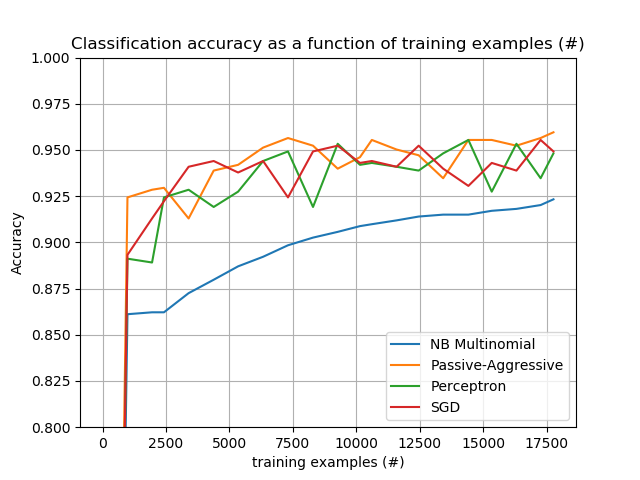 Classification accuracy as a function of training examples (#)
1.000
0.975
0.950
0.925
0.900
0.875
0.850
0.825
0.800
Accuracy
NB Multinomial
Passive-Aggressive
Perceptron
SGD
0 2500 5000 7500 10000 12500 15000 17500
training examples (#)